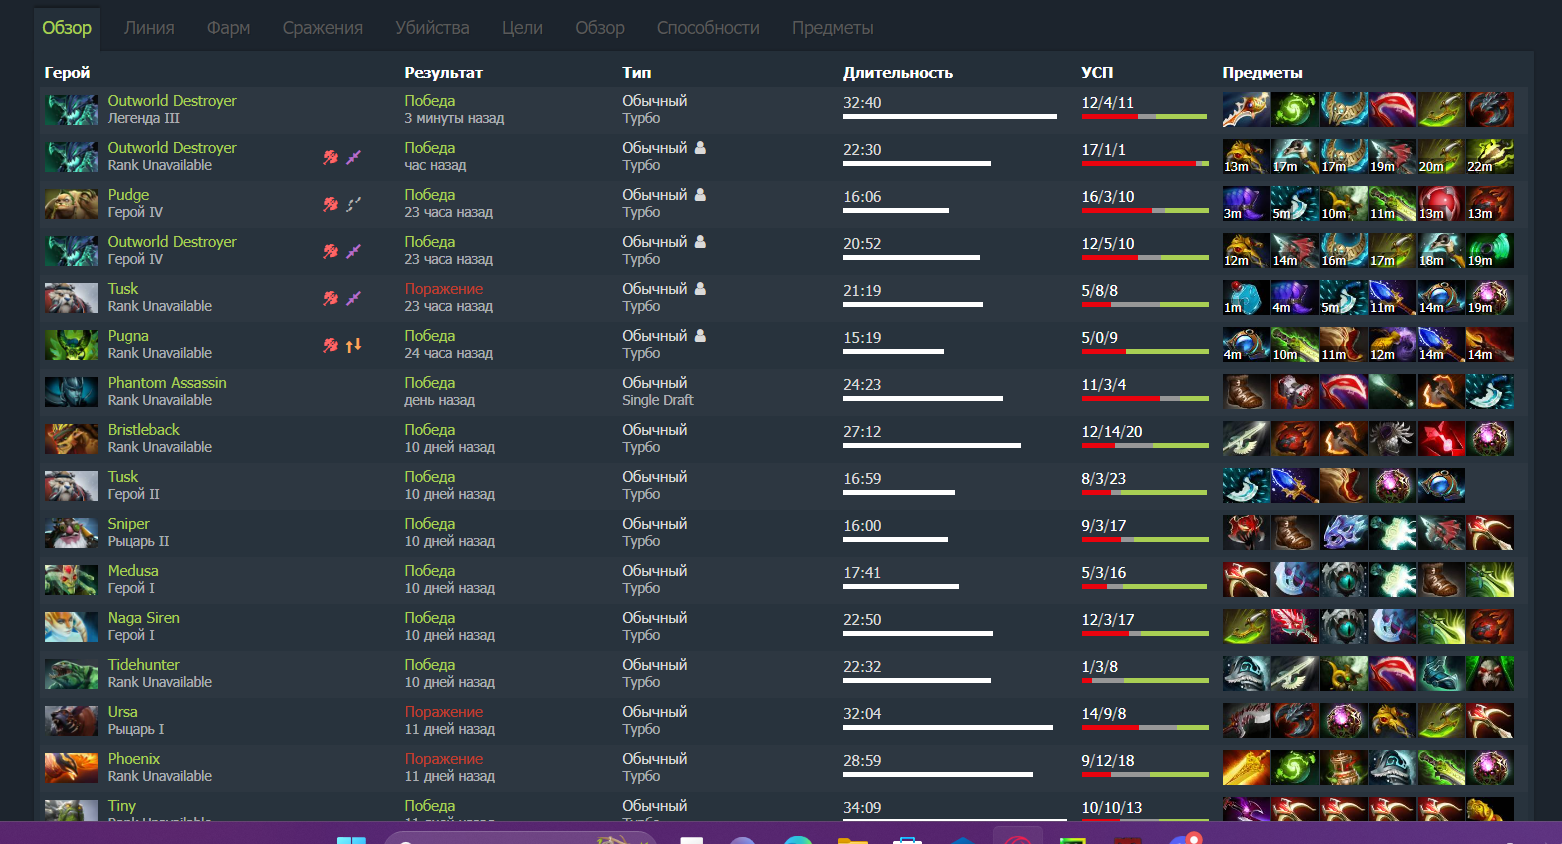 Обзор Линия Фарм Сражения Убийства Цели Обзор Способности Предметы
Герой Результат Тип Длительность УСП Предметы
Outworld Destroyer Победа Обычный 32:40 12/4/11
Легенда III 3 минуты назад Турбо
Outworld Destroyer Победа Обычный 22:30 17/1/1
Rank Unavailable час назад Турбо 13m 17m 17m 19m 20m 22m
Pudge Победа Обычный 16:06 16/3/10
Герой IV 23 часа назад Турбо 3m 5m 10m 11m 13m 13m
Outworld Destroyer Победа Обычный 20:52 12/5/10
Герой IV 23 часа назад Турбо 12m 14m 16m 17m 18m 19m
Tusk Поражение Обычный 21:19 5/8/8
Rank Unavailable 23 часа назад Турбо 1m 4m 5m 11m 14m 19m
Pugna Победа Обычный 15:19 5/0/9
Rank Unavailable 24 часа назад Турбо 4m 10m 11m 12m 14m 14m
Phantom Assassin Победа Обычный 24:23 11/3/4
Rank Unavailable день назад Single Draft
Bristleback Победа Обычный 27:12 12/14/20
Rank Unavailable 10 дней назад Турбо
Tusk Победа Обычный 16:59 8/3/23
Герой II 10 дней назад Турбо
Sniper Победа Обычный 16:00 9/3/17
Рыцарь II 10 дней назад Турбо
Medusa Победа Обычный 17:41 5/3/16
Герой I 10 дней назад Турбо
Naga Siren Победа Обычный 22:50 12/3/17
Герой I 10 дней назад Турбо
Tidehunter Победа Обычный 22:32 1/3/8
Rank Unavailable 10 дней назад Турбо
Ursa Поражение Обычный 32:04 14/9/8
Рыцарь I 11 дней назад Турбо
Phoenix Поражение Обычный 28:59 9/12/18
Rank Unavailable 11 дней назад Турбо
Tiny Победа Обычный 34:09 10/10/13